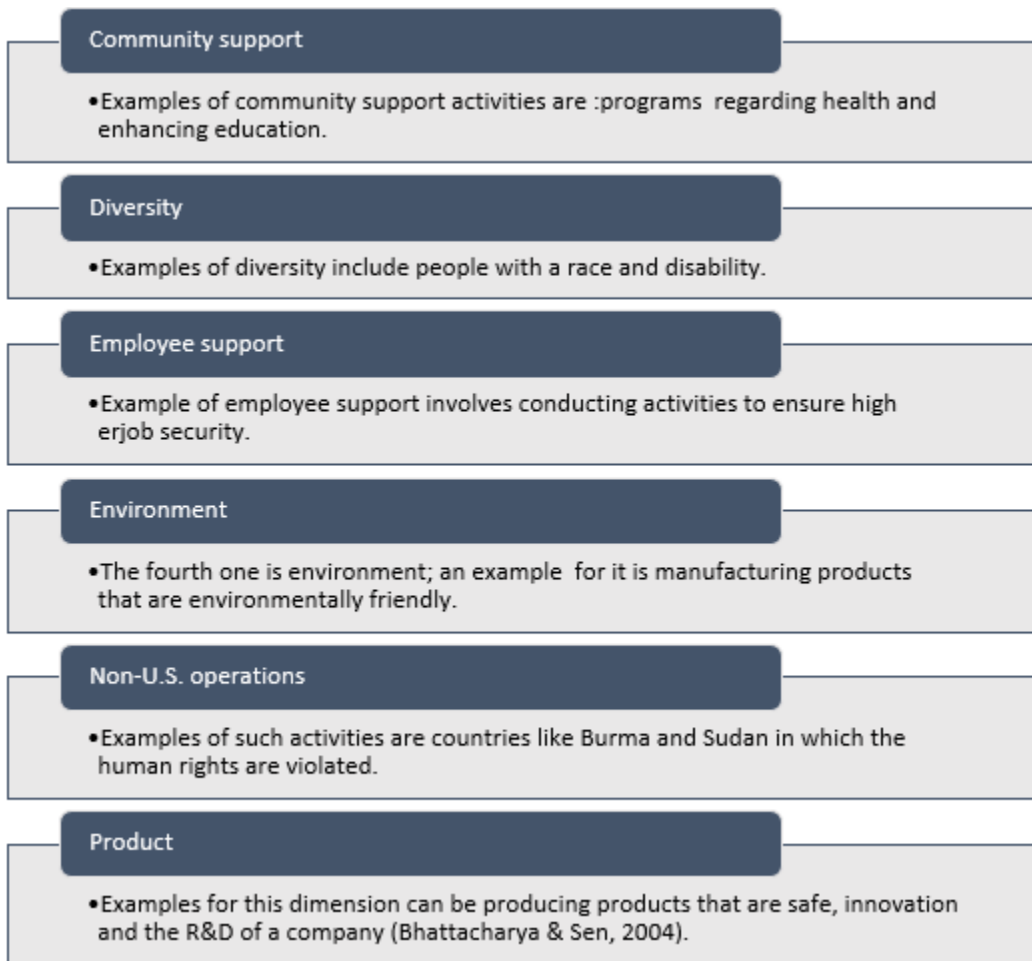 Community support
•Examples of community support activities are :programs  regarding health and
enhancing education.
Diversity
•Examples of diversity include people with a race and disability.
Employee support
•Example of employee support involves conducting activities to ensure high
erjob security.
Environment
•The fourth one is environment; an example  for it is manufacturing products
that are environmentally friendly.
Non-U.S. operations
•Examples of such activities are countries like Burma and Sudan in which the
human rights are violated.
Product
•Examples for this dimension can be producing products that are safe, innovation
and the R&D of a company (Bhattacharya & Sen, 2004).